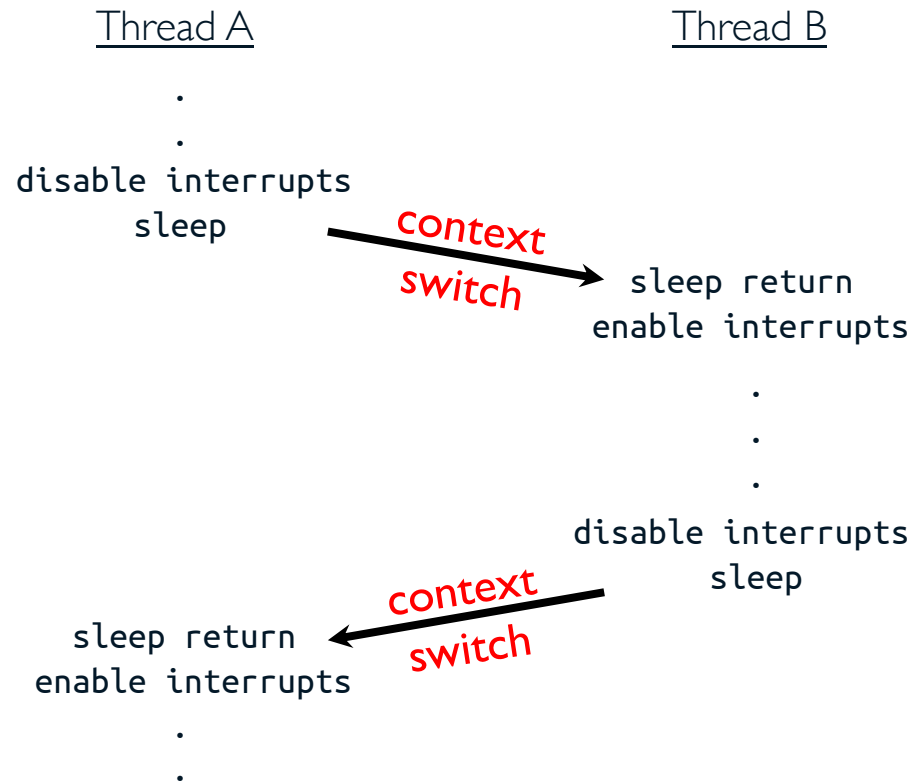 Thread A
Thread B
.
.
disable interrupts
sleep
context
switch
sleep return
enable interrupts
.
.
.
disable interrupts
sleep
context
switch
sleep return
enable interrupts
.
.